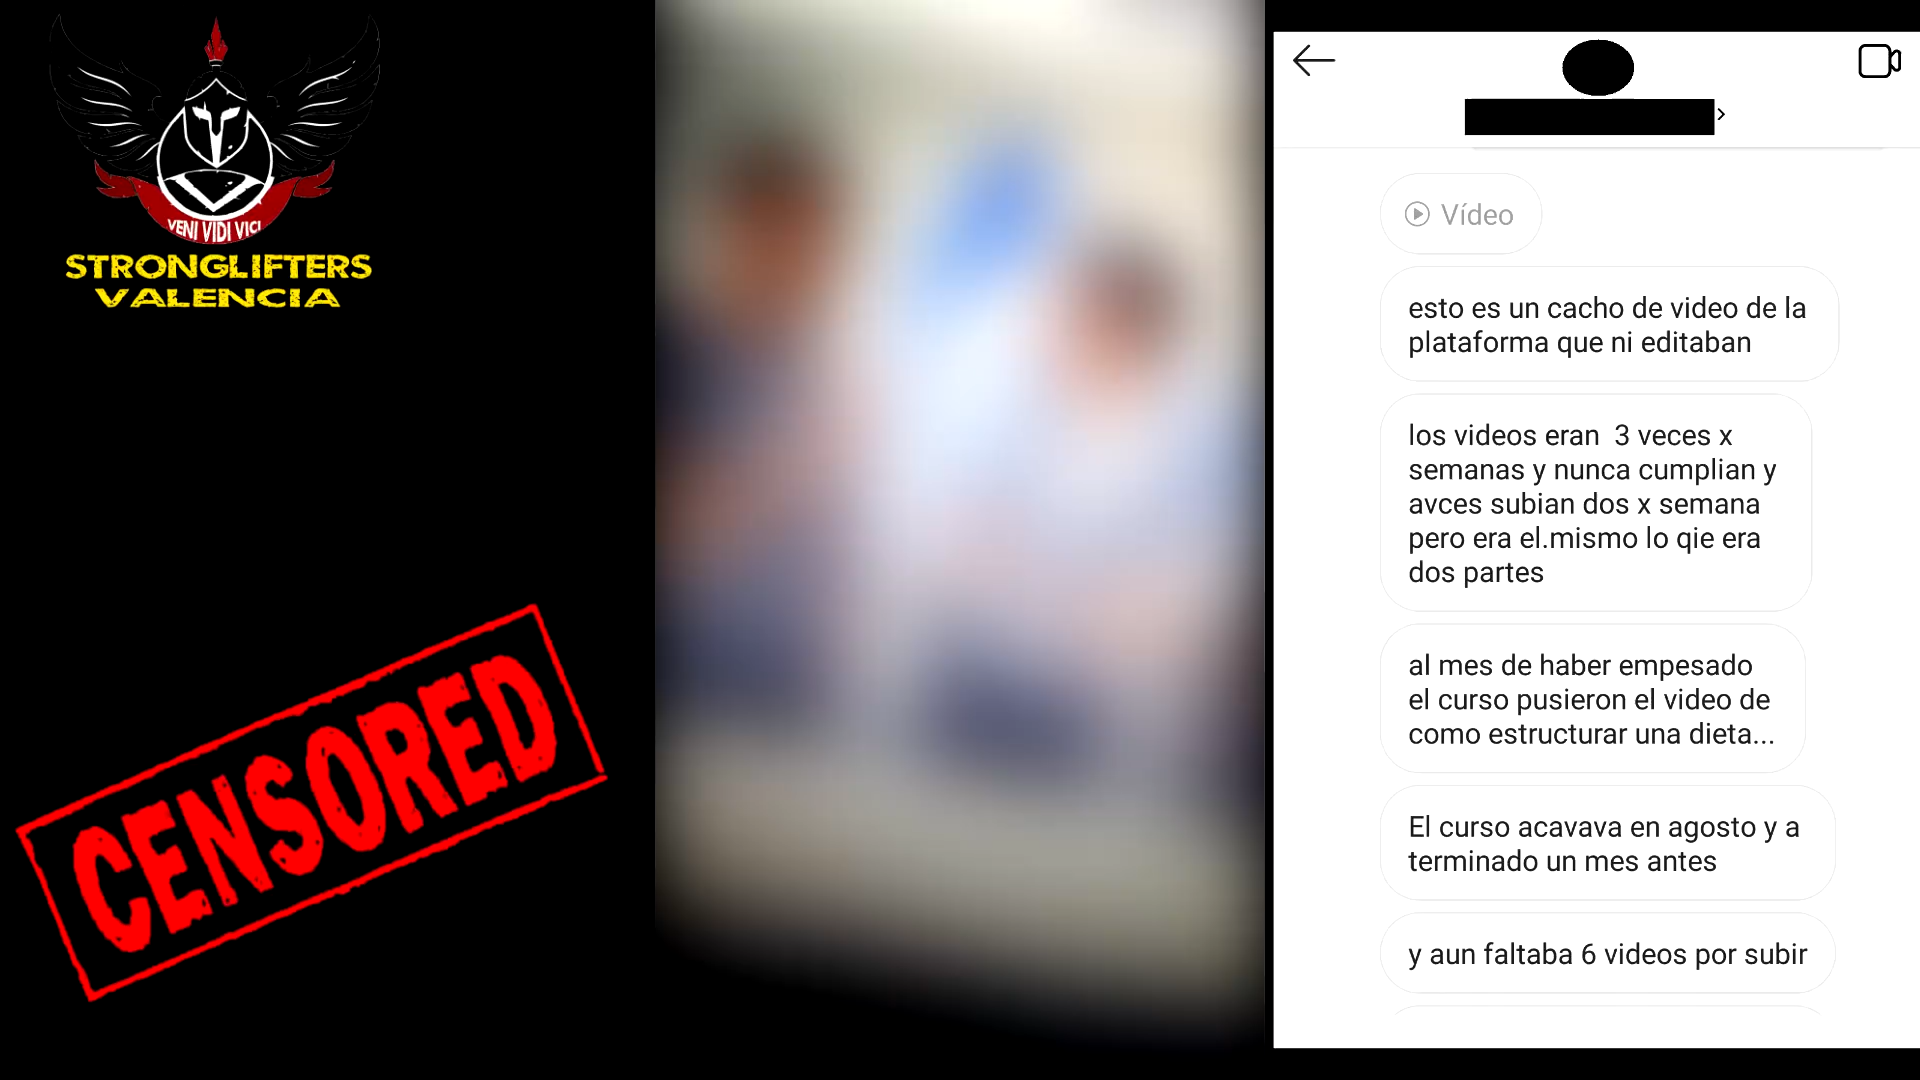 VENI VIDI VICI
STRONGLIFTERS
VALENCIA
CENSORED
Vídeo
esto es un cacho de video de la
plataforma que ni editaban
los videos eran  3 veces x
semanas y nunca cumplian y
avces subian dos x semana
pero era el.mismo lo qie era
dos partes
al mes de haber empesado
el curso pusieron el video de
como estructurar una dieta...
El curso acavava en agosto y a
terminado un mes antes
y aun faltaba 6 videos por subir